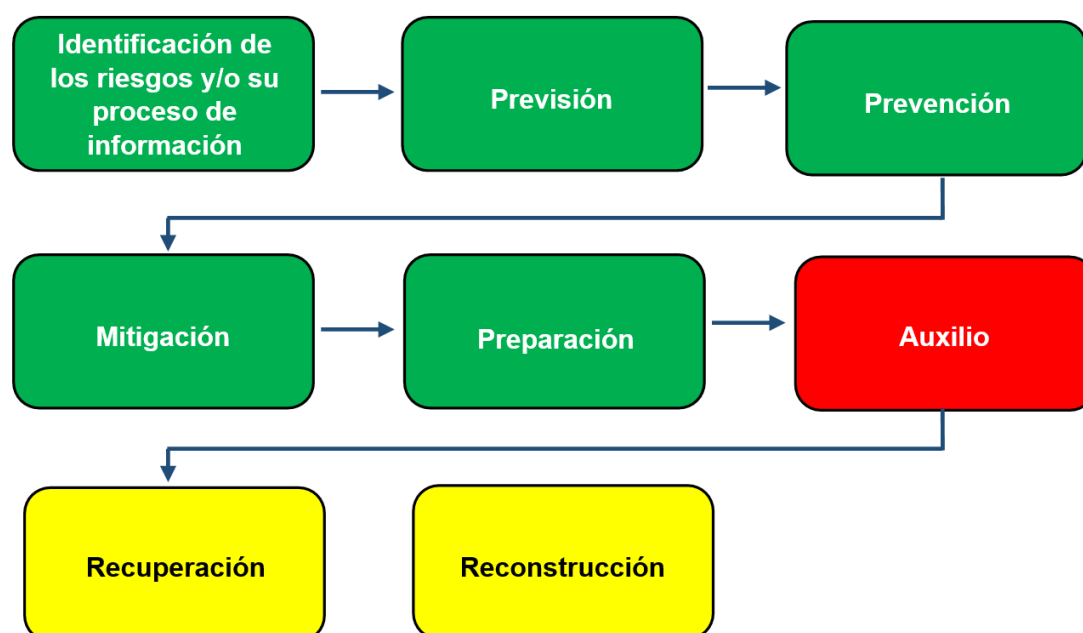 Identificación de
los riesgos y/o su
proceso de
información
Previsión
Prevención
Mitigación
Preparación
Auxilio
Recuperación
Reconstrucción